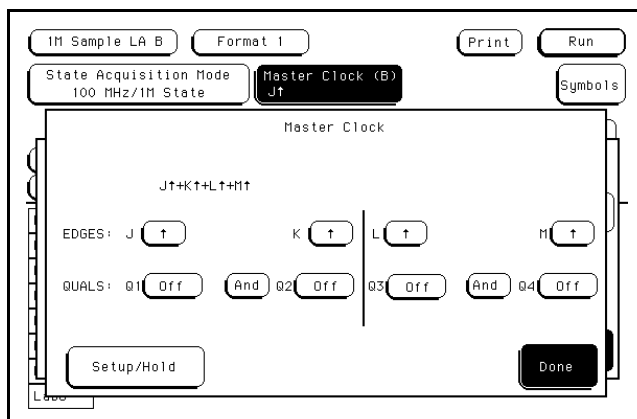 1M Sample LA B
Format 1
Print
Run
State Acquisition Mode
100 MHz/1M State
Master Clock (B)
J↑
Symbols
Master Clock
J↑+K↑+L↑+M↑
EDGES: J ↑ K ↑ L ↑ M ↑
QUALS: Q1 Off And Q2 Off Q3 Off And Q4 Off
Setup/Hold
Done